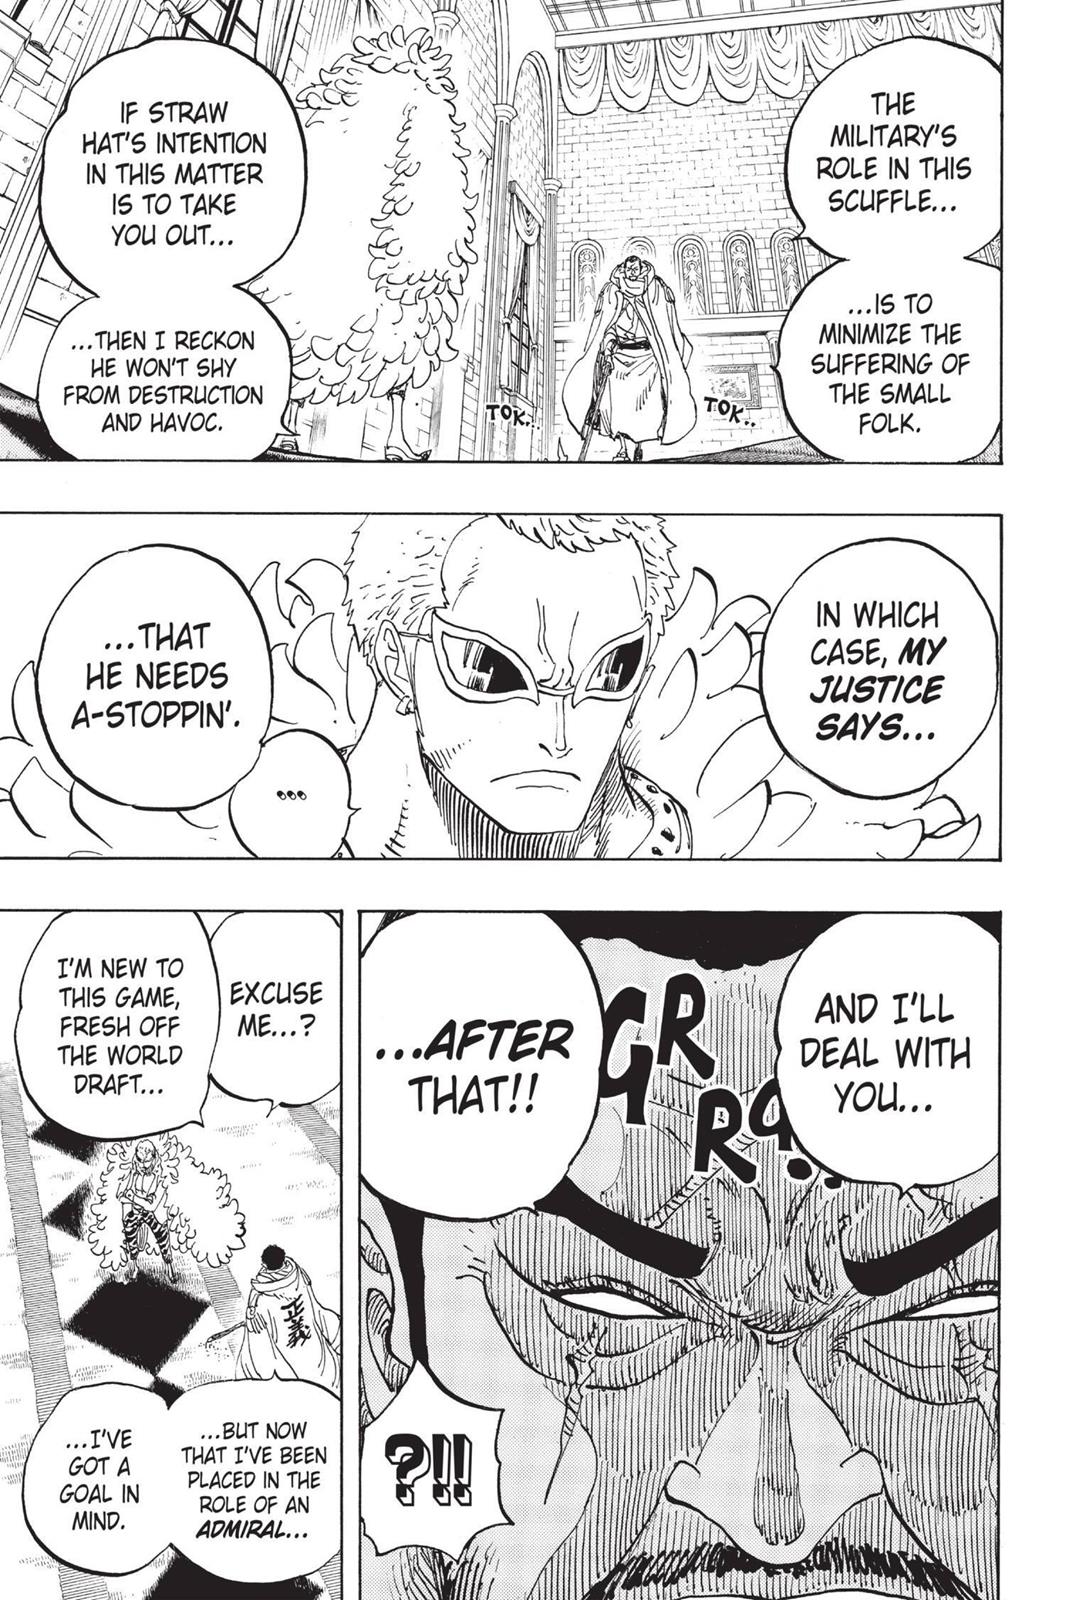 THE
MILITARY'S
ROLE IN THIS
SCUFFLE...
...IS TO
MINIMIZE THE
SUFFERING OF
THE SMALL
FOLK.
TOK..
TOK...
IF STRAW
HAT'S INTENTION
IN THIS MATTER
IS TO TAKE
YOU OUT...
...THEN I RECKON
HE WON'T SHY
FROM DESTRUCTION
AND HAVOC.
IN WHICH
CASE, MY
JUSTICE
SAYS...
...THAT
HE NEEDS
A-STOPPIN'.
...
AND I'LL
DEAL WITH
YOU...
GRRR..
...AFTER
THAT!!
?!!
EXCUSE
ME...?
I'M NEW TO
THIS GAME,
FRESH OFF
THE WORLD
DRAFT...
正義
...BUT NOW
THAT I'VE BEEN
PLACED IN THE
ROLE OF AN
ADMIRAL...
...I'VE
GOT A
GOAL IN
MIND.